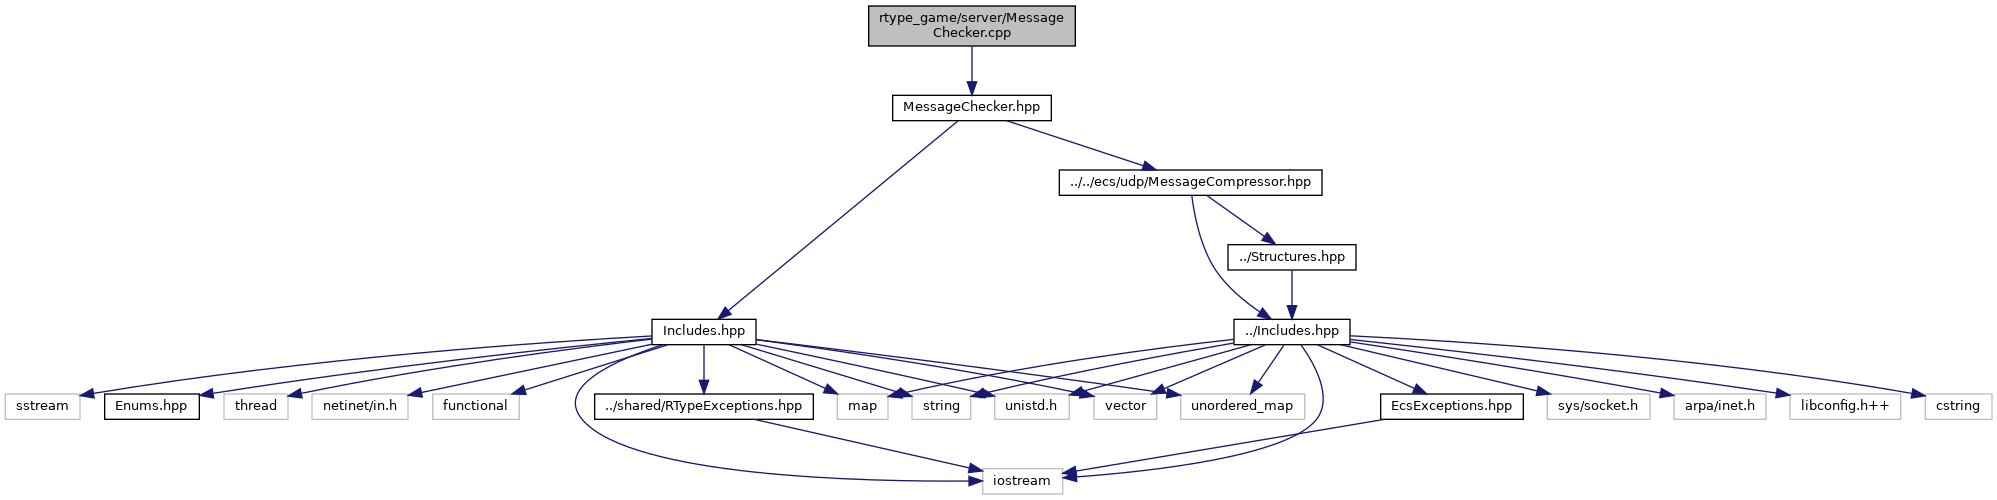 rtype_game/server/Message
Checker.cpp
MessageChecker.hpp
../../ecs/udp/MessageCompressor.hpp
../Structures.hpp
Includes.hpp
../Includes.hpp
sstream
Enums.hpp
thread
netinet/in.h
functional
../shared/RTypeExceptions.hpp
map
string
unistd.h
vector
unordered_map
EcsExceptions.hpp
sys/socket.h
arpa/inet.h
libconfig.h++
cstring
iostream